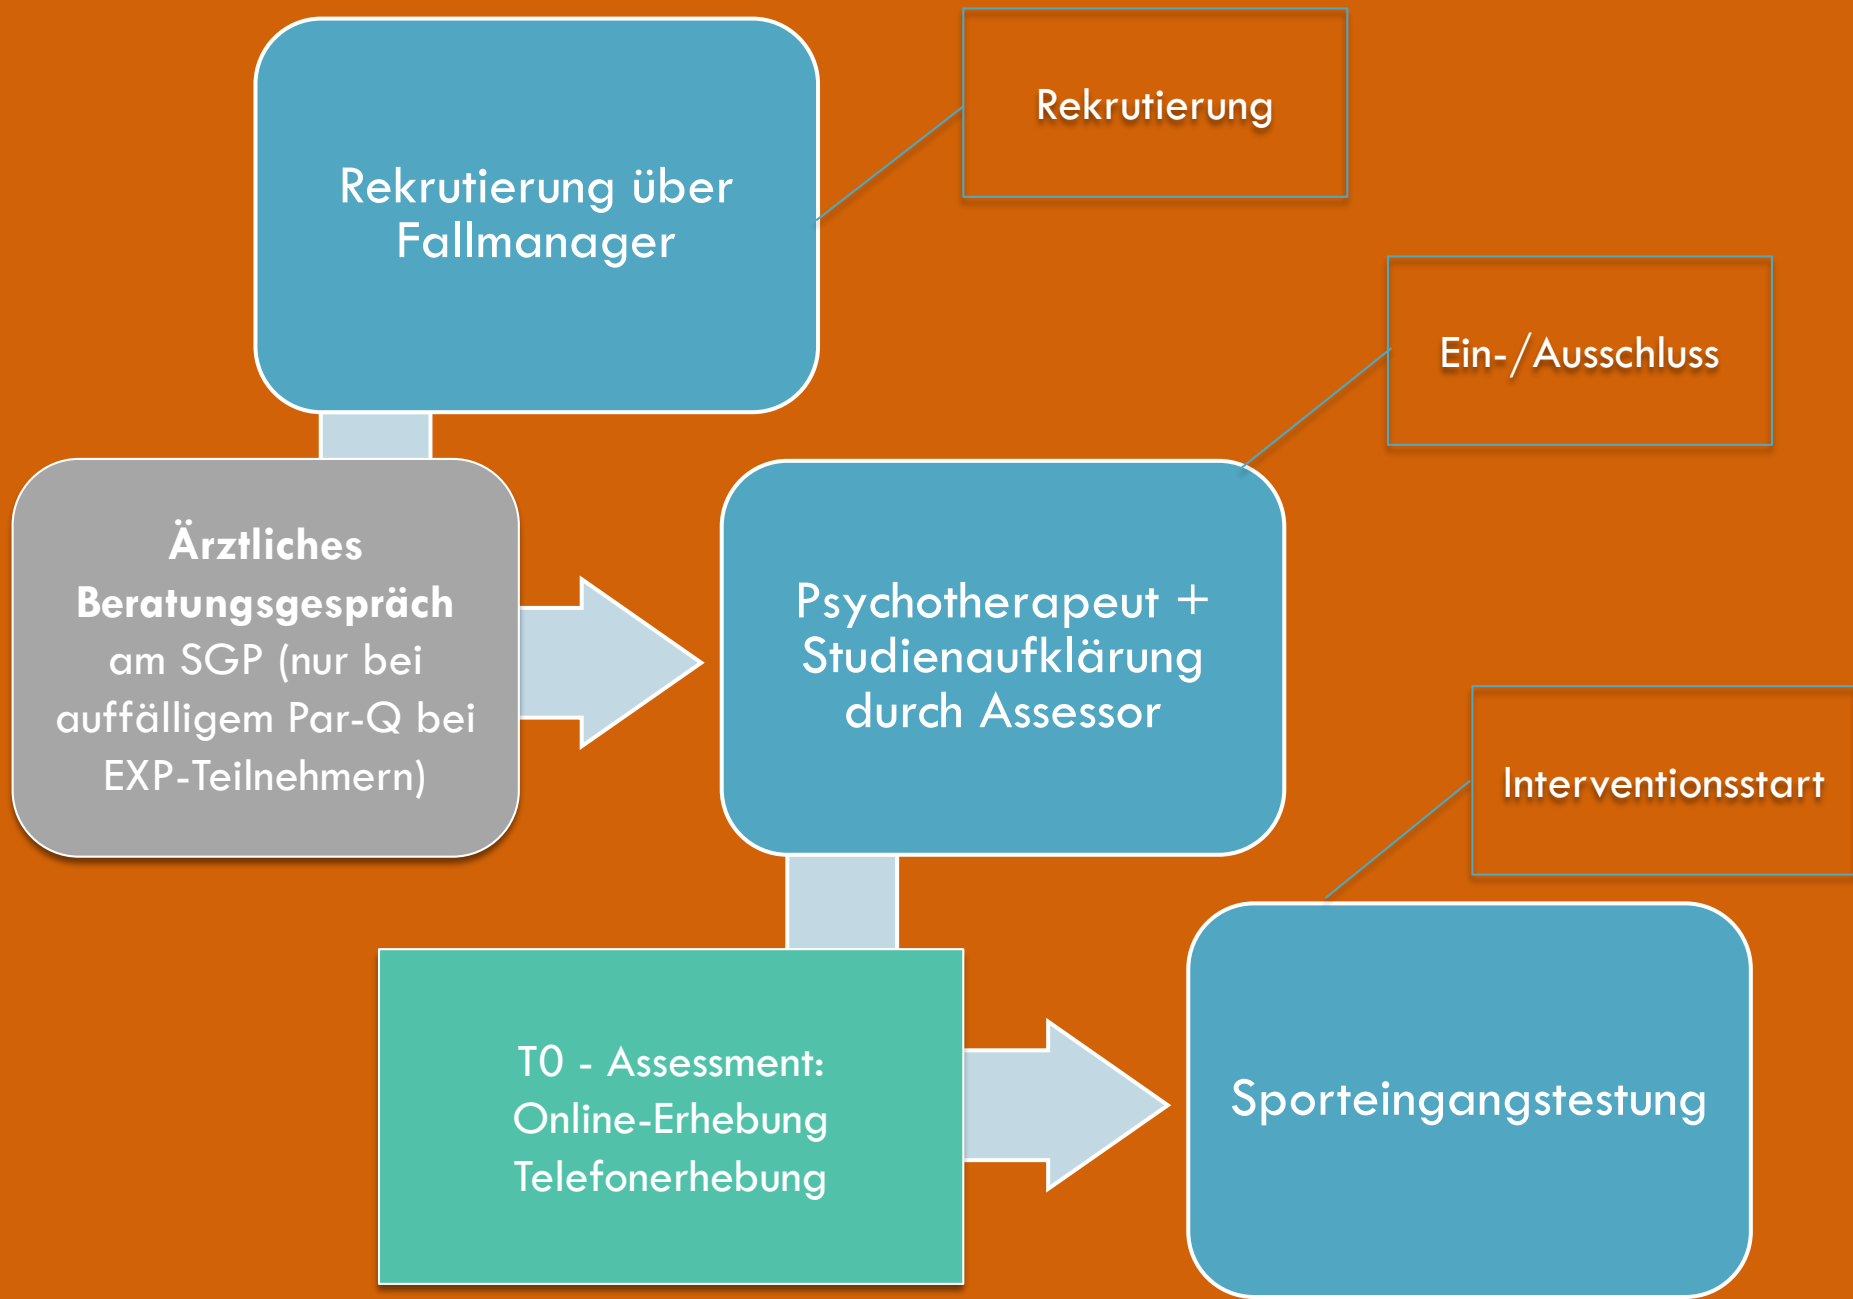 Rekrutierung über
Fallmanager
Rekrutierung
Ein-/Ausschluss
Ärztliches
Beratungsgespräch
am SGP (nur bei
auffälligem Par-Q bei
EXP-Teilnehmern)
Psychotherapeut +
Studienaufklärung
durch Assessor
Interventionsstart
T0 - Assessment:
Online-Erhebung
Telefonerhebung
Sporteingangstestung